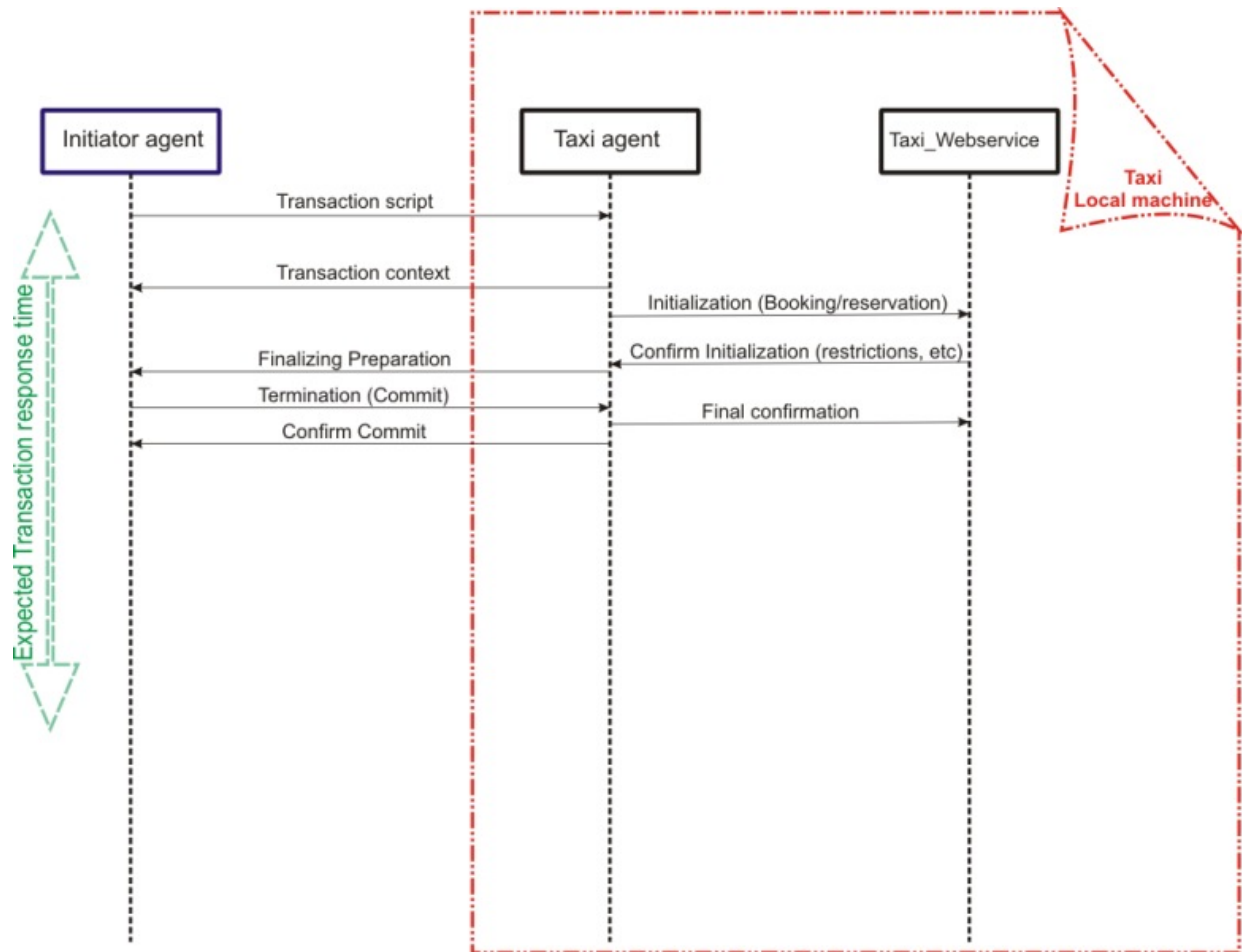 Initiator agent
Taxi agent
Taxi_Webservice
Taxi
Local machine
Transaction script
Transaction context
Initialization (Booking/reservation)
Confirm Initialization (restrictions, etc)
Finalizing Preparation
Termination (Commit)
Final confirmation
Confirm Commit
Expected Transaction response time